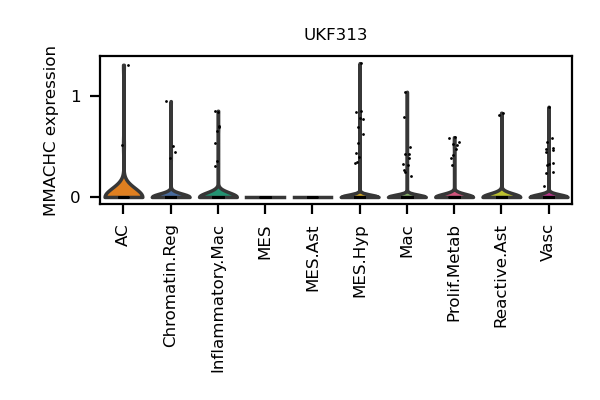 UKF313
MMACHC expression
1
0
AC
Chromatin.Reg
Inflammatory.Mac
MES
MES.Ast
MES.Hyp
Mac
Prolif.Metab
Reactive.Ast
Vasc